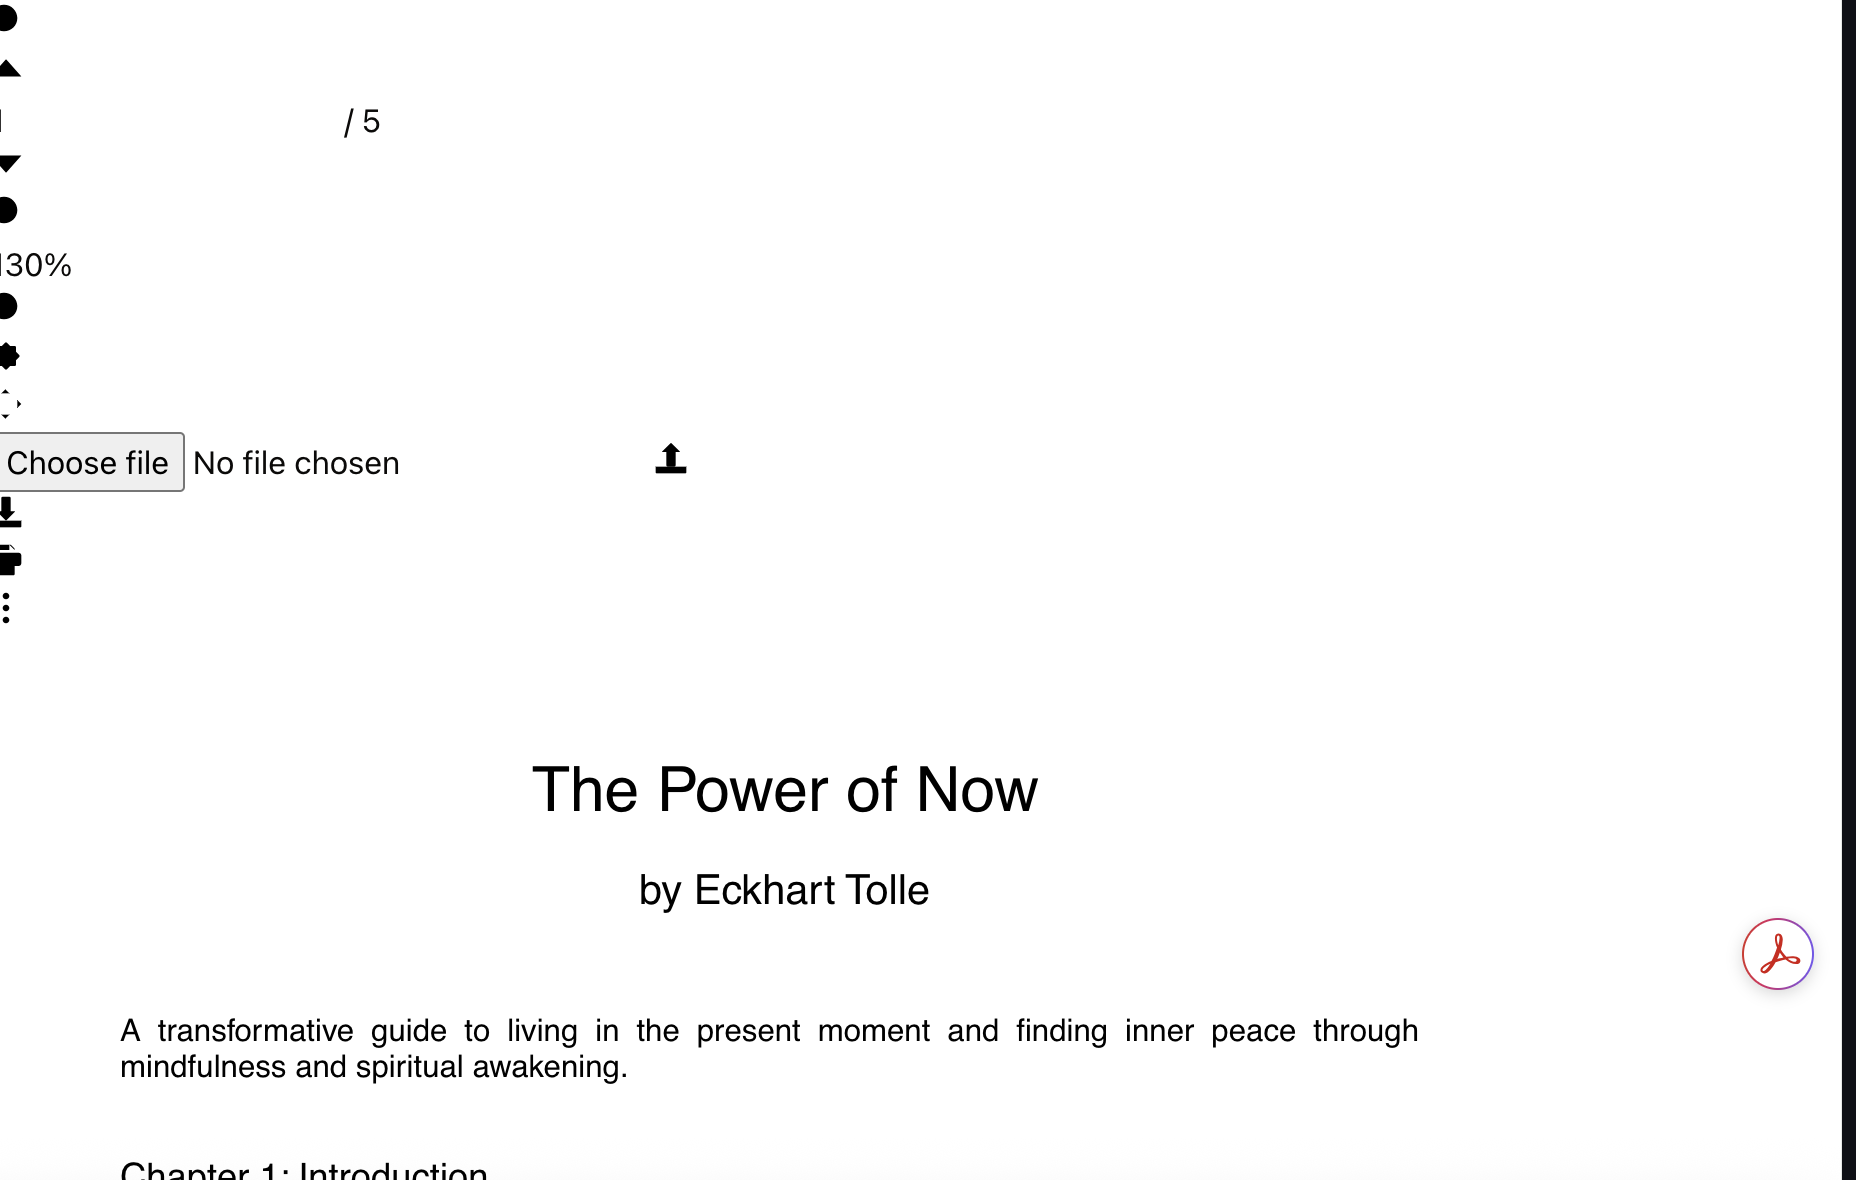 / 5
130%
Choose file No file chosen
The Power of Now
by Eckhart Tolle
A transformative guide to living in the present moment and finding inner peace through
mindfulness and spiritual awakening.
Chapter 1: Introduction